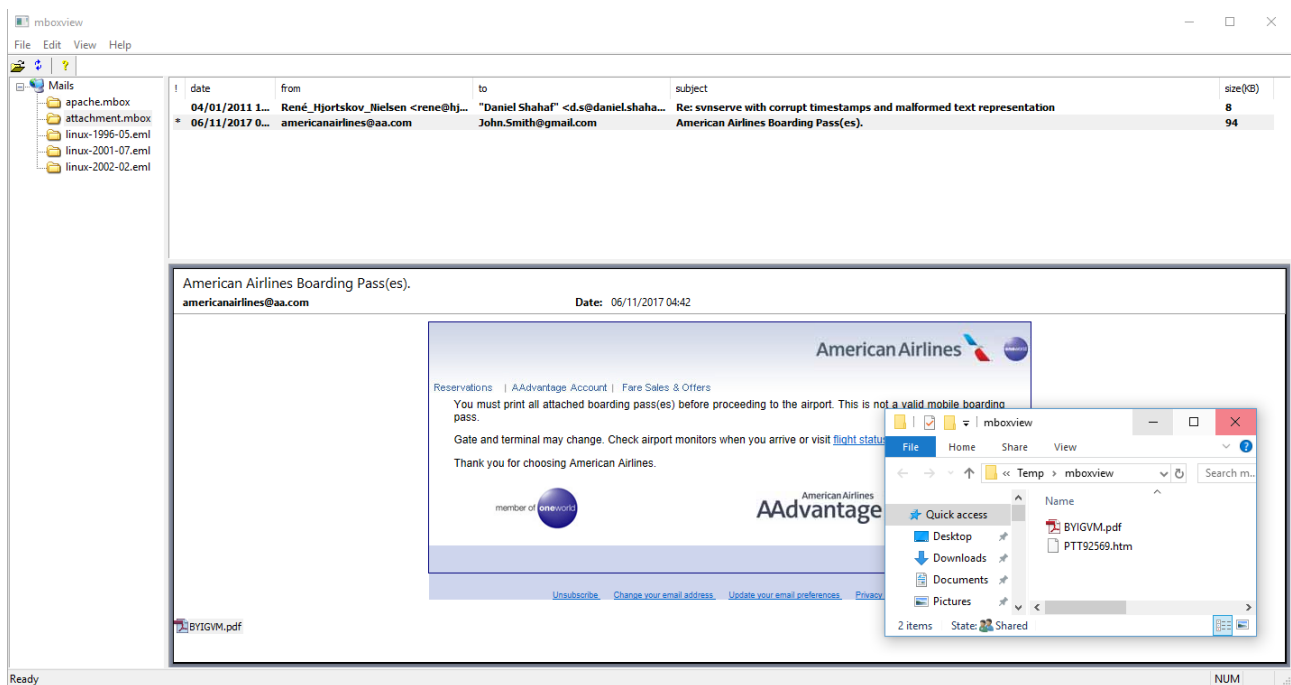 mboxview
File Edit View Help
Mails
apache.mbox
attachment.mbox
linux-1996-05.eml
linux-2001-07.eml
linux-2002-02.eml
! date from to subject size(KB)
04/01/2011 1... René_Hjortskov_Nielsen <rene@hj... "Daniel Shahaf" <d.s@daniel.shaha... Re: svnserve with corrupt timestamps and malformed text representation 8
* 06/11/2017 0... americanairlines@aa.com John.Smith@gmail.com American Airlines Boarding Pass(es). 94
American Airlines Boarding Pass(es).
americanairlines@aa.com Date: 06/11/2017 04:42
American Airlines oneworld
Reservations | AAdvantage Account | Fare Sales & Offers
You must print all attached boarding pass(es) before proceeding to the airport. This is not a valid mobile boarding
pass.
Gate and terminal may change. Check airport monitors when you arrive or visit flight statu
Thank you for choosing American Airlines.
member of oneworld
American Airlines
AAdvantage
Unsubscribe Change your email address Update your email preferences Privacy
BYIGVM.pdf
mboxview
File Home Share View
« Temp > mboxview Search m...
Quick access
Desktop
Downloads
Documents
Pictures
Name
BYIGVM.pdf
PTT92569.htm
2 items State: Shared
Ready NUM